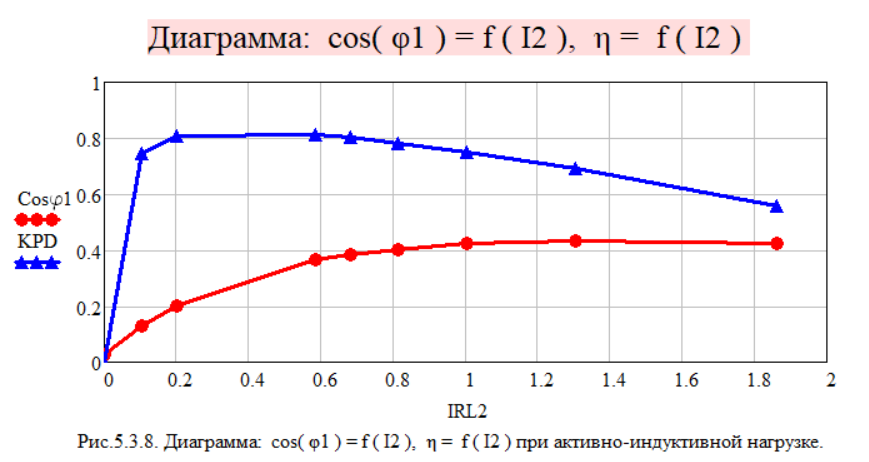 Диаграмма: cos( φ1 ) = f ( I2 ), η = f ( I2 )
1
0.8
Cosφ1 0.6
KPD
0.4
0.2
0
0 0.2 0.4 0.6 0.8 1 1.2 1.4 1.6 1.8 2
IRL2
Рис.5.3.8. Диаграмма: cos( φ1 ) = f ( I2 ), η = f ( I2 ) при активно-индуктивной нагрузке.